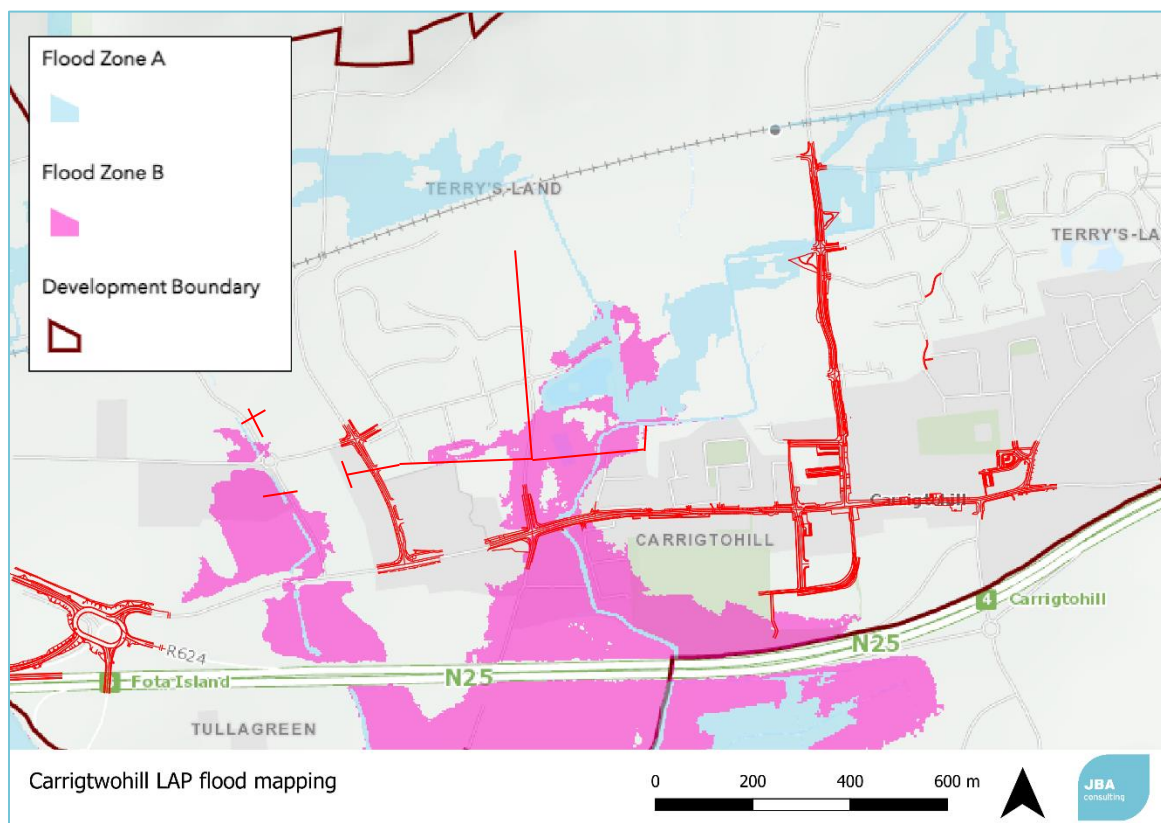 Flood Zone A
Flood Zone B
Development Boundary
TERRY'S-LAND
TERRY'S-LA
Carrigtohill
CARRIGTOHILL
4 Carrigtohill
N25
R624
N25
Fota Island
TULLAGREEN
Carrigtwohill LAP flood mapping
0 200 400 600 m
JBA
consulting